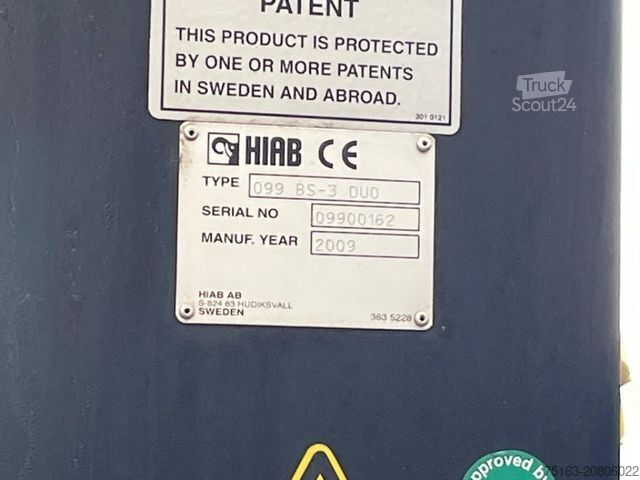 PATENT
THIS PRODUCT IS PROTECTED
BY ONE OR MORE PATENTS
IN SWEDEN AND ABROAD.
301 0121
Truck
Scout24
HIAB CE
TYPE 099 BS-3 DUO
SERIAL NO 09900162
MANUF. YEAR 2009
HIAB AB
S-824 83 HUDIKSVALL
SWEDEN
363 5228
Approved by
75163-20806022